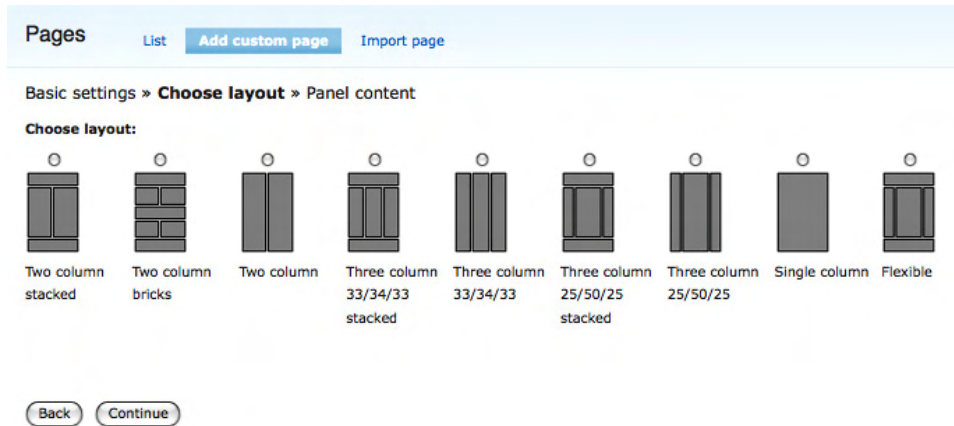 Pages List Add custom page Import page
Basic settings » Choose layout » Panel content
Choose layout:
Two column Two column Two column Three column Three column Three column Three column Single column Flexible
stacked bricks 33/34/33 33/34/33 25/50/25 25/50/25
stacked stacked
Back Continue